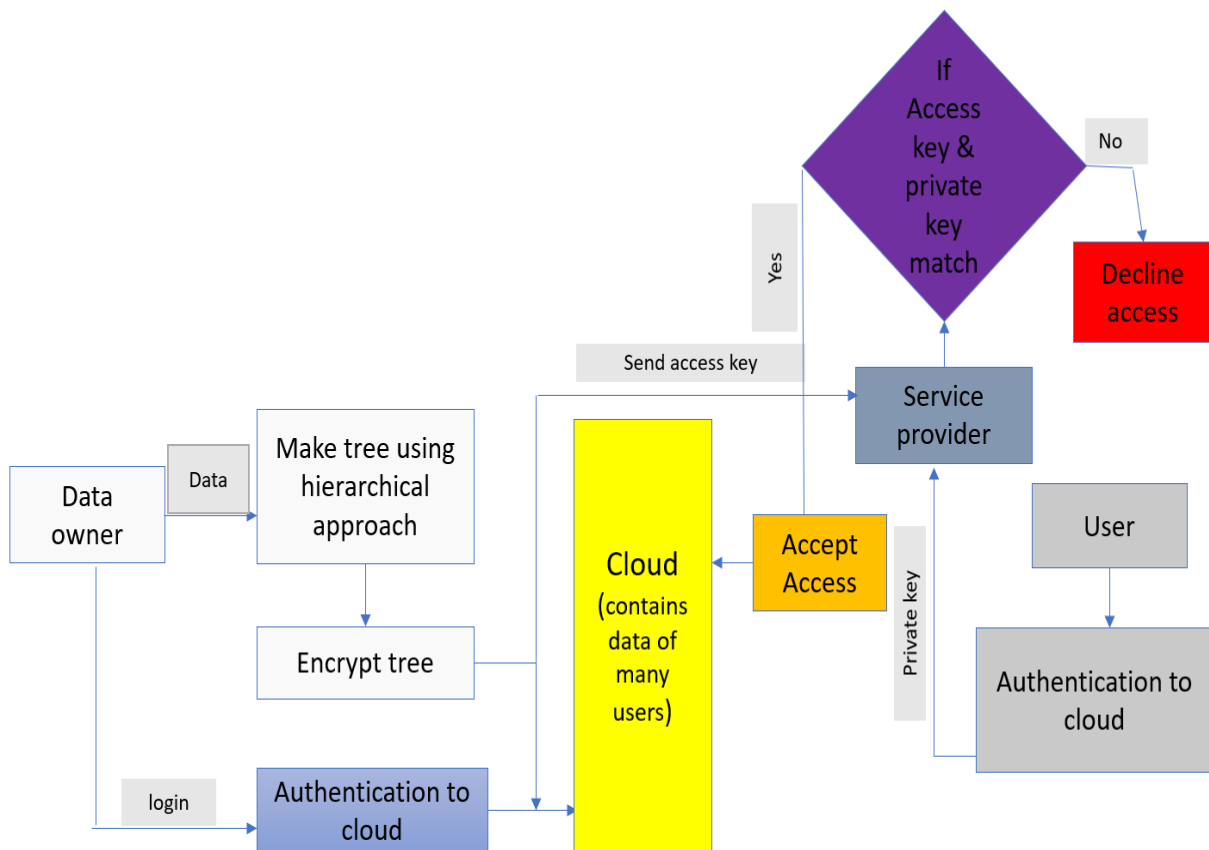 If
Access
key &
private
key
match
No
Yes
Decline
access
Send access key
Service
provider
Make tree using
hierarchical
approach
Data
Data
owner
User
Accept
Access
Cloud
(contains
data of
many
users)
Private key
Encrypt tree
Authentication to
cloud
login
Authentication to
cloud